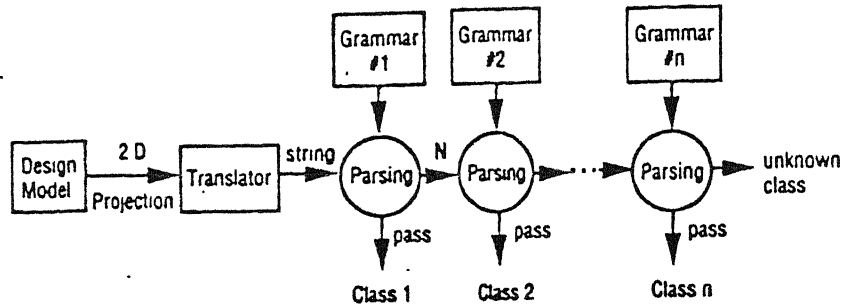 Grammar
#1
Grammar
#2
Grammar
#n
Design
Model
2 D
Projection
Translator
string
Parsing
N
Parsing
Parsing
unknown
class
pass
pass
pass
Class 1
Class 2
Class n